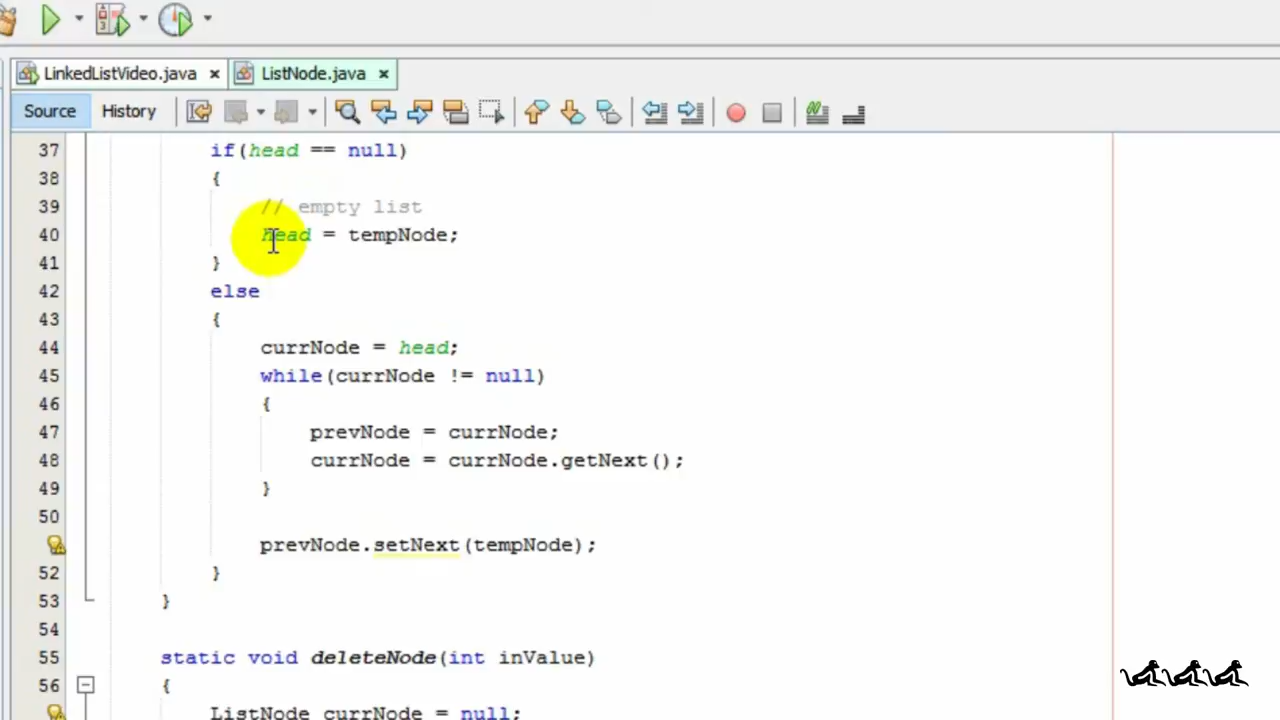 LinkedListVideo.java ListNode.java
Source History
37 if(head == null)
38 {
39 // empty list
40 head = tempNode;
41 }
42 else
43 {
44 currNode = head;
45 while(currNode != null)
46 {
47 prevNode = currNode;
48 currNode = currNode.getNext();
49 }
50
prevNode.setNext(tempNode);
52 }
53 }
54
55 static void deleteNode(int inValue)
56 {
ListNode currNode = null;